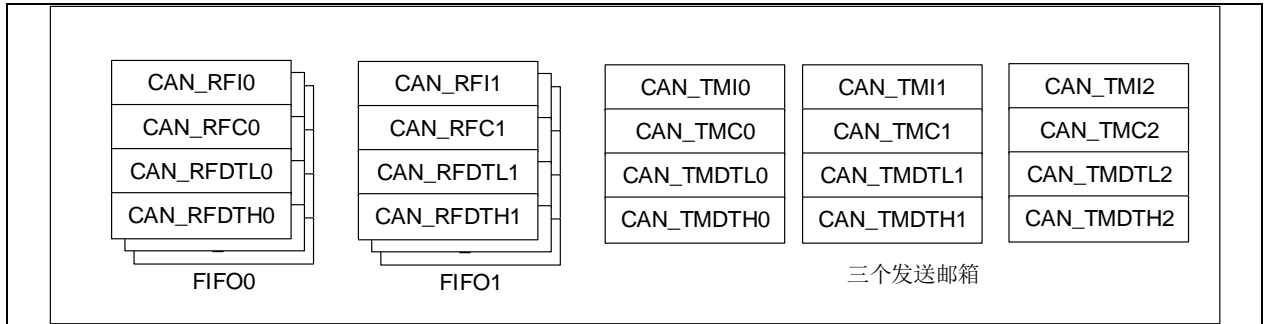 CAN_RFI0
CAN_RFC0
CAN_RFDTL0
CAN_RFDTH0
FIFO0
CAN_RFI1
CAN_RFC1
CAN_RFDTL1
CAN_RFDTH1
FIFO1
CAN_TMI0
CAN_TMC0
CAN_TMDTL0
CAN_TMDTH0
CAN_TMI1
CAN_TMC1
CAN_TMDTL1
CAN_TMDTH1
CAN_TMI2
CAN_TMC2
CAN_TMDTL2
CAN_TMDTH2
三个发送邮箱